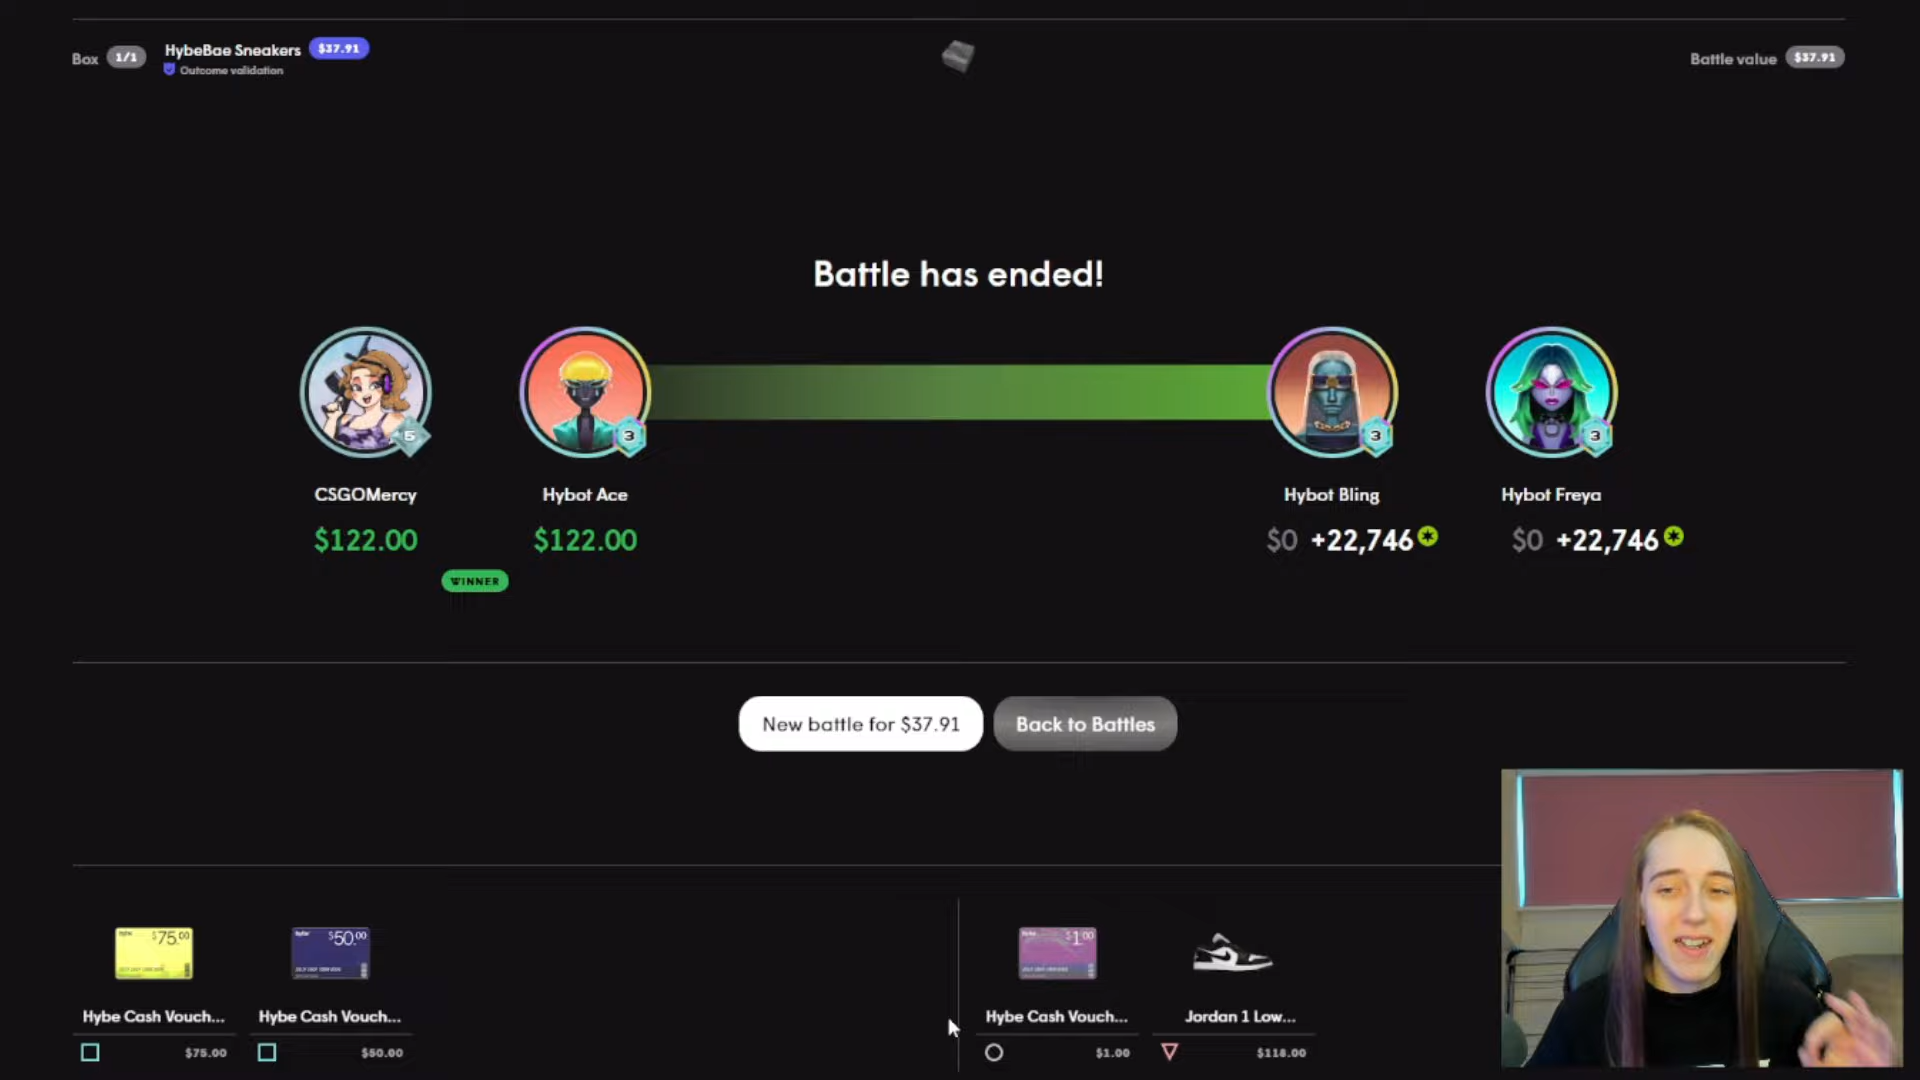 Box 1/1 HybeBae Sneakers $37.91
Outcome validation
Battle value $37.91
Battle has ended!
5
3
3
3
CSGOMercy
Hybot Ace
Hybot Bling
Hybot Freya
$122.00
$122.00
$0 +22,746
$0 +22,746
WINNER
New battle for $37.91
Back to Battles
$75.00
$50.00
$1.00
Hybe Cash Vouch...
Hybe Cash Vouch...
Hybe Cash Vouch...
Jordan 1 Low...
$75.00
$50.00
$1.00
$118.00